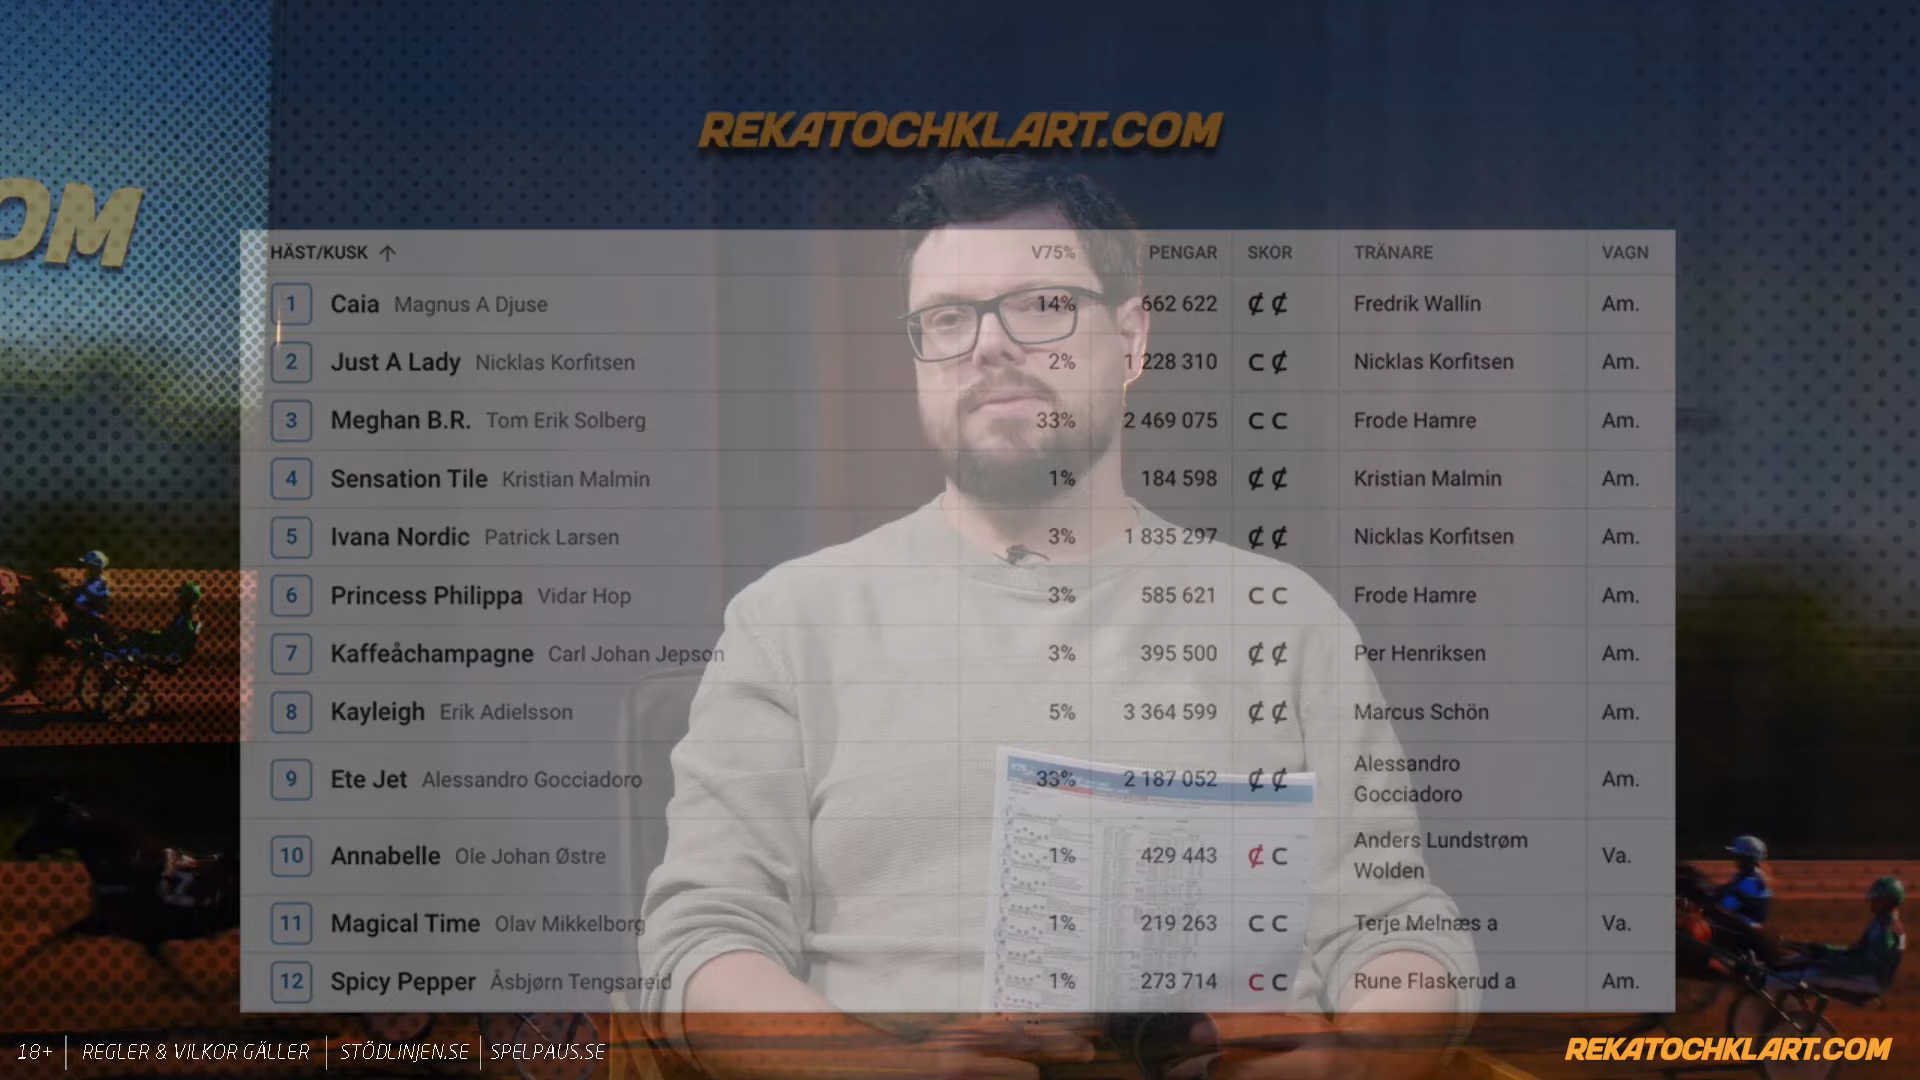 REKATOCHKLART.COM
OM
HÄST/KUSK ↑ V75% PENGAR SKOR TRÄNARE VAGN
1 Caia Magnus A Djuse 14% 662 622 ₵ ₵ Fredrik Wallin Am.
2 Just A Lady Nicklas Korfitsen 2% 1 228 310 C ₵ Nicklas Korfitsen Am.
3 Meghan B.R. Tom Erik Solberg 33% 2 469 075 C C Frode Hamre Am.
4 Sensation Tile Kristian Malmin 1% 184 598 ₵ ₵ Kristian Malmin Am.
5 Ivana Nordic Patrick Larsen 3% 1 835 297 ₵ ₵ Nicklas Korfitsen Am.
6 Princess Philippa Vidar Hop 3% 585 621 C C Frode Hamre Am.
7 Kaffeåchampagne Carl Johan Jepson 3% 395 500 ₵ ₵ Per Henriksen Am.
8 Kayleigh Erik Adielsson 5% 3 364 599 ₵ ₵ Marcus Schön Am.
9 Ete Jet Alessandro Gocciadoro 33% 2 187 052 ₵ ₵ Alessandro Gocciadoro Am.
10 Annabelle Ole Johan Østre 1% 429 443 ₵ C Anders Lundstrøm Wolden Va.
11 Magical Time Olav Mikkelborg 1% 219 263 C C Terje Melnæs a Va.
12 Spicy Pepper Åsbjørn Tengsareid 1% 273 714 C C Rune Flaskerud a Am.
18+ | REGLER & VILKOR GÄLLER | STÖDLINJEN.SE | SPELPAUS.SE
REKATOCHKLART.COM